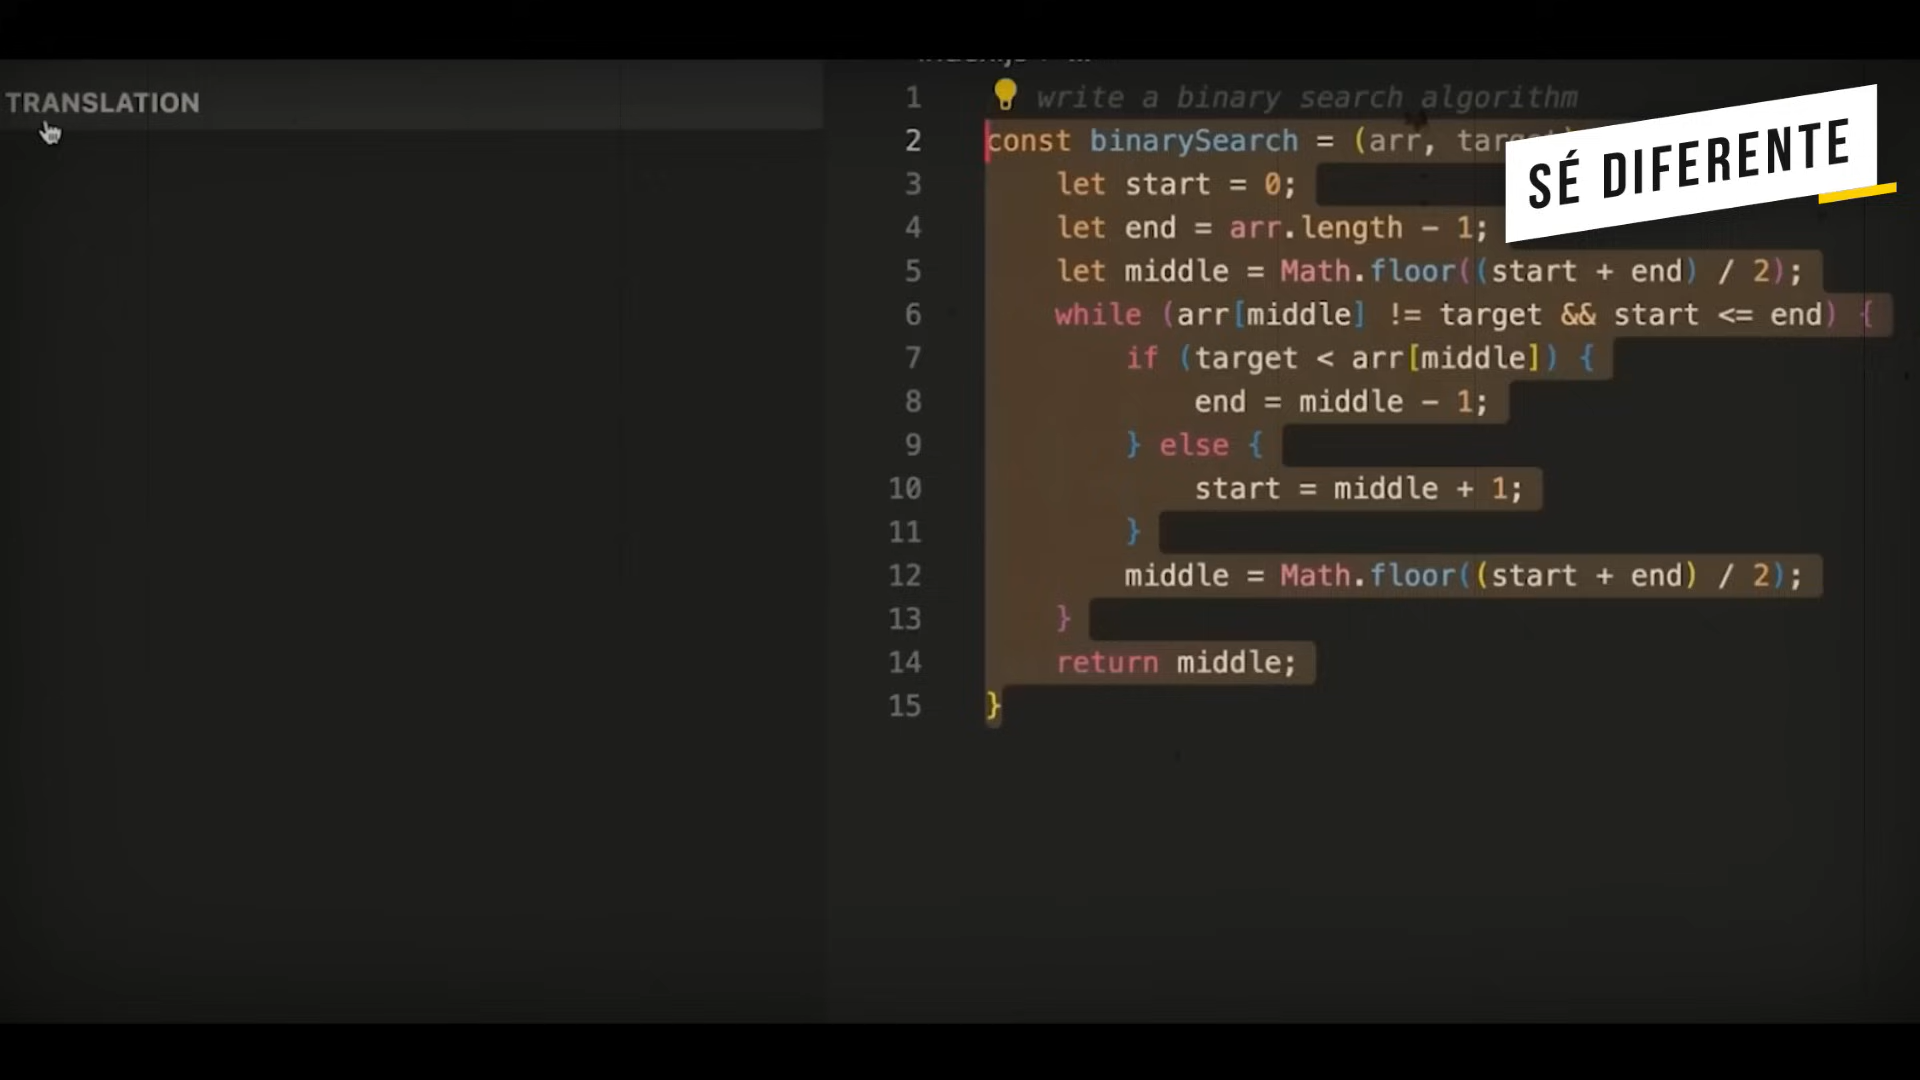 TRANSLATION
SÉ DIFERENTE
1 write a binary search algorithm
2 const binarySearch = (arr,
3 let start = 0;
4 let end = arr.length - 1;
5 let middle = Math.floor((start + end) / 2);
6 while (arr[middle] != target && start <= end) {
7 if (target < arr[middle]) {
8 end = middle - 1;
9 } else {
10 start = middle + 1;
11 }
12 middle = Math.floor((start + end) / 2);
13 }
14 return middle;
15 }